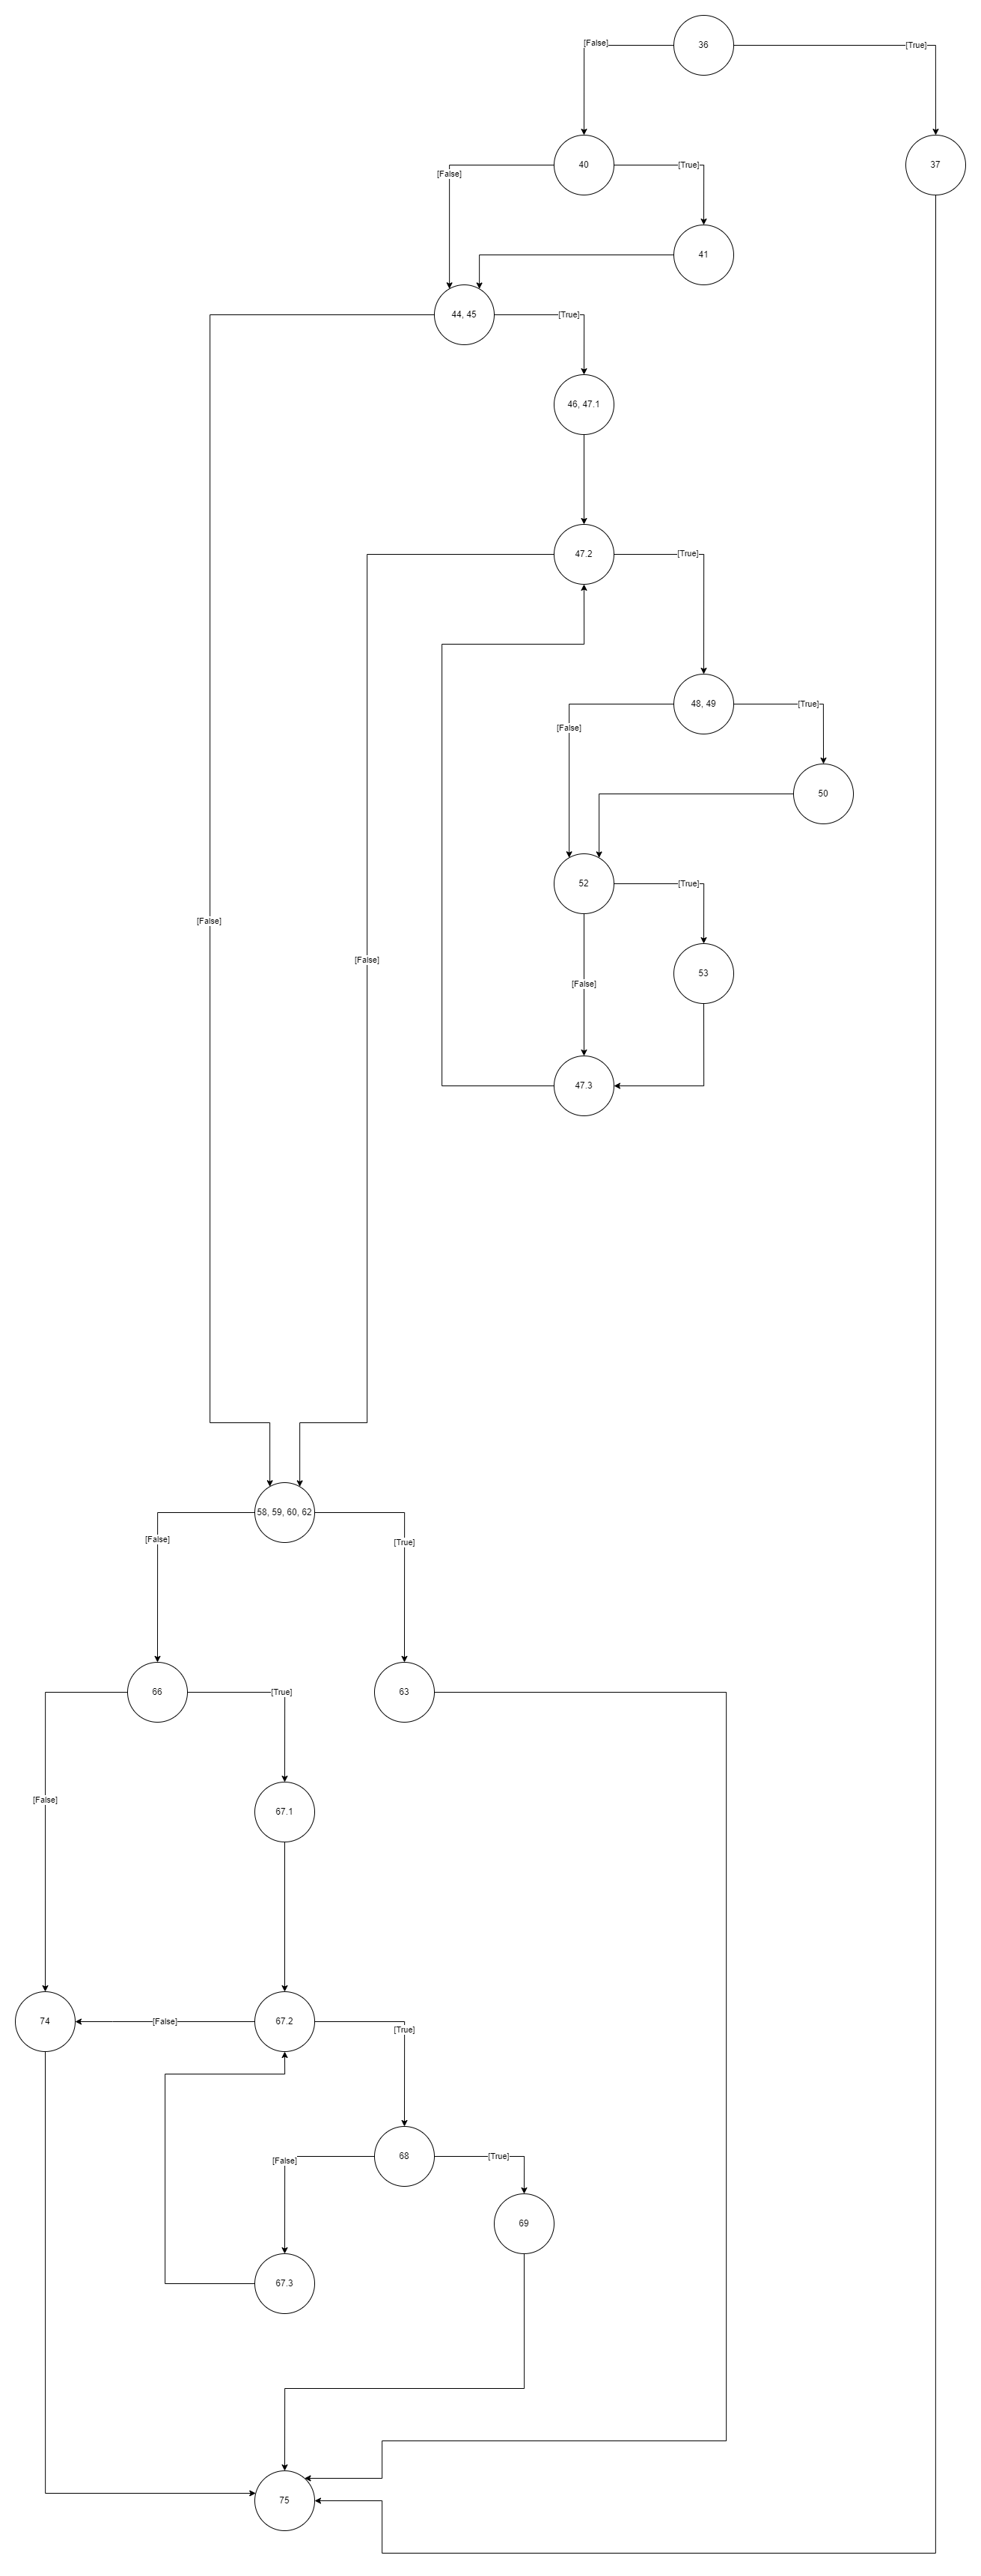 [False]
36
[True]
40
[True]
37
[False]
41
44, 45
[True]
46, 47.1
47.2
[True]
48, 49
[True]
[False]
50
52
[True]
[False]
[False]
53
[False]
47.3
58, 59, 60, 62
[False]
[True]
66
[True]
63
[False]
67.1
74
[False]
67.2
[True]
68
[True]
[False]
69
67.3
75